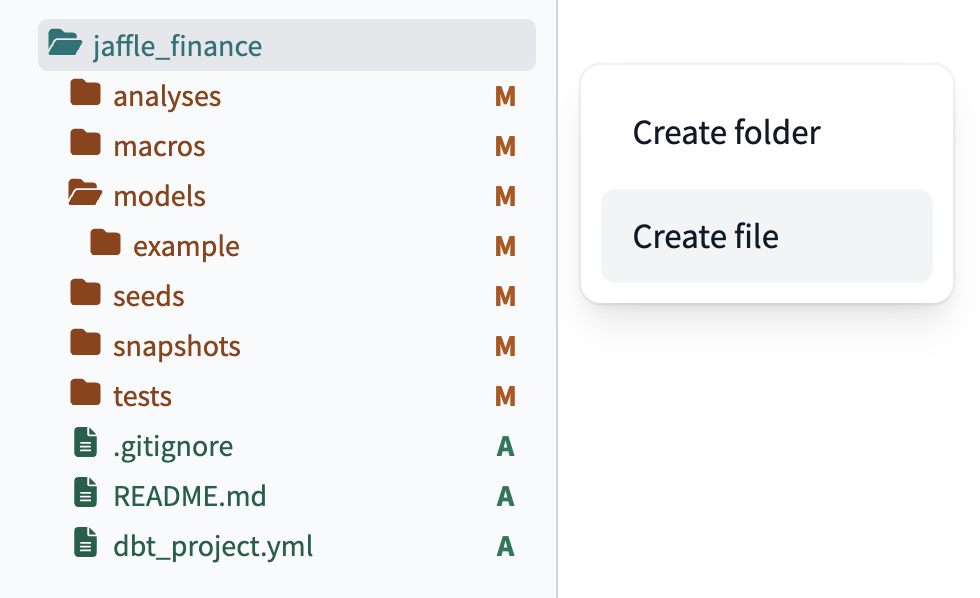 jaffle_finance
analyses M
macros M
models M
example M
seeds M
snapshots M
tests M
.gitignore A
README.md A
dbt_project.yml A
Create folder
Create file